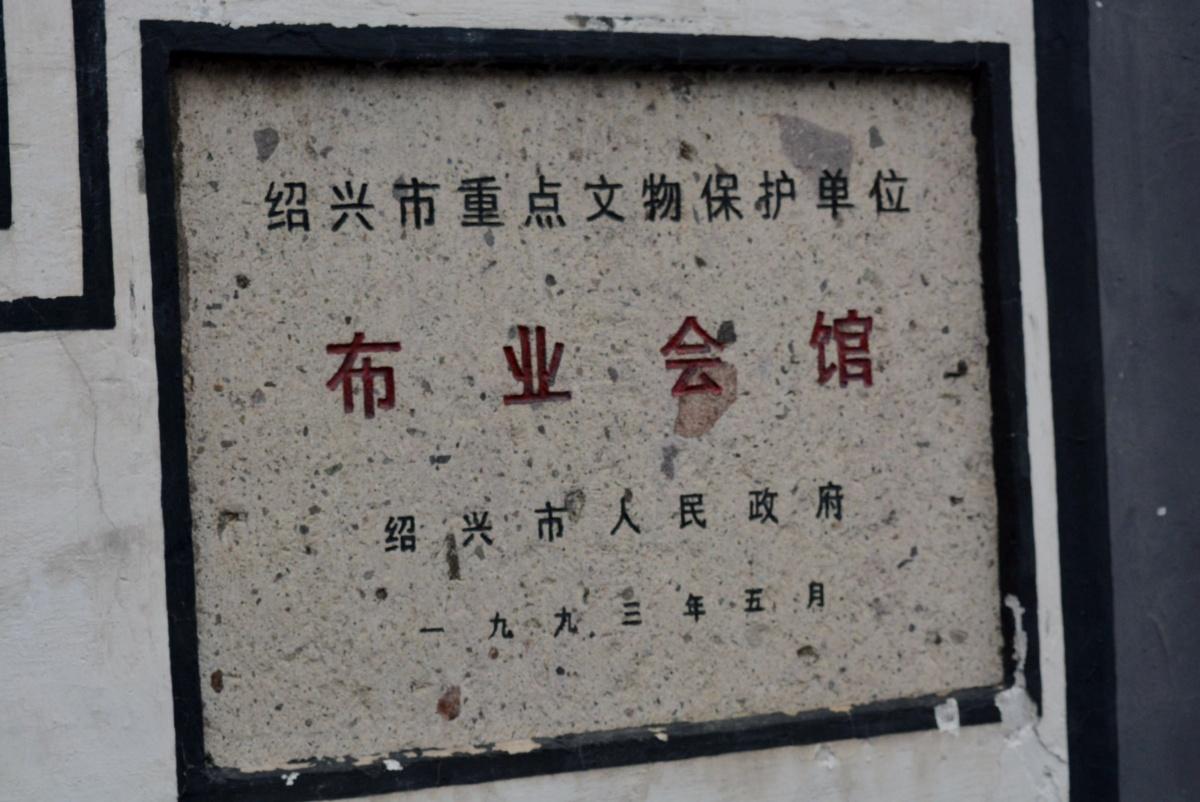 绍兴市重点文物保护单位
布业会馆
绍兴市人民政府
一九九三年五月